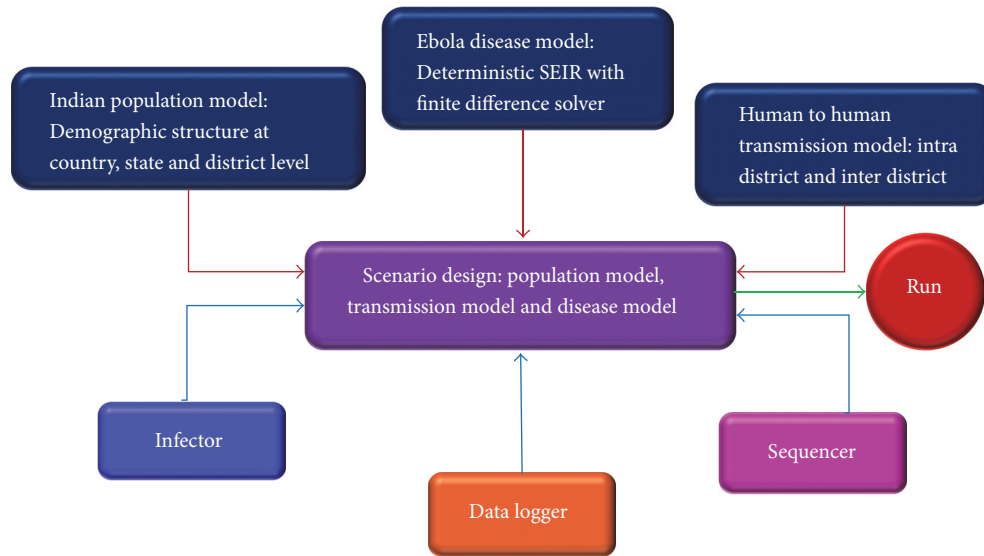 Ebola disease model:
Deterministic SEIR with
finite difference solver
Indian population model:
Demographic structure at
country, state and district level
Human to human
transmission model: intra
district and inter district
Scenario design: population model,
transmission model and disease model
Run
Infector
Sequencer
Data logger